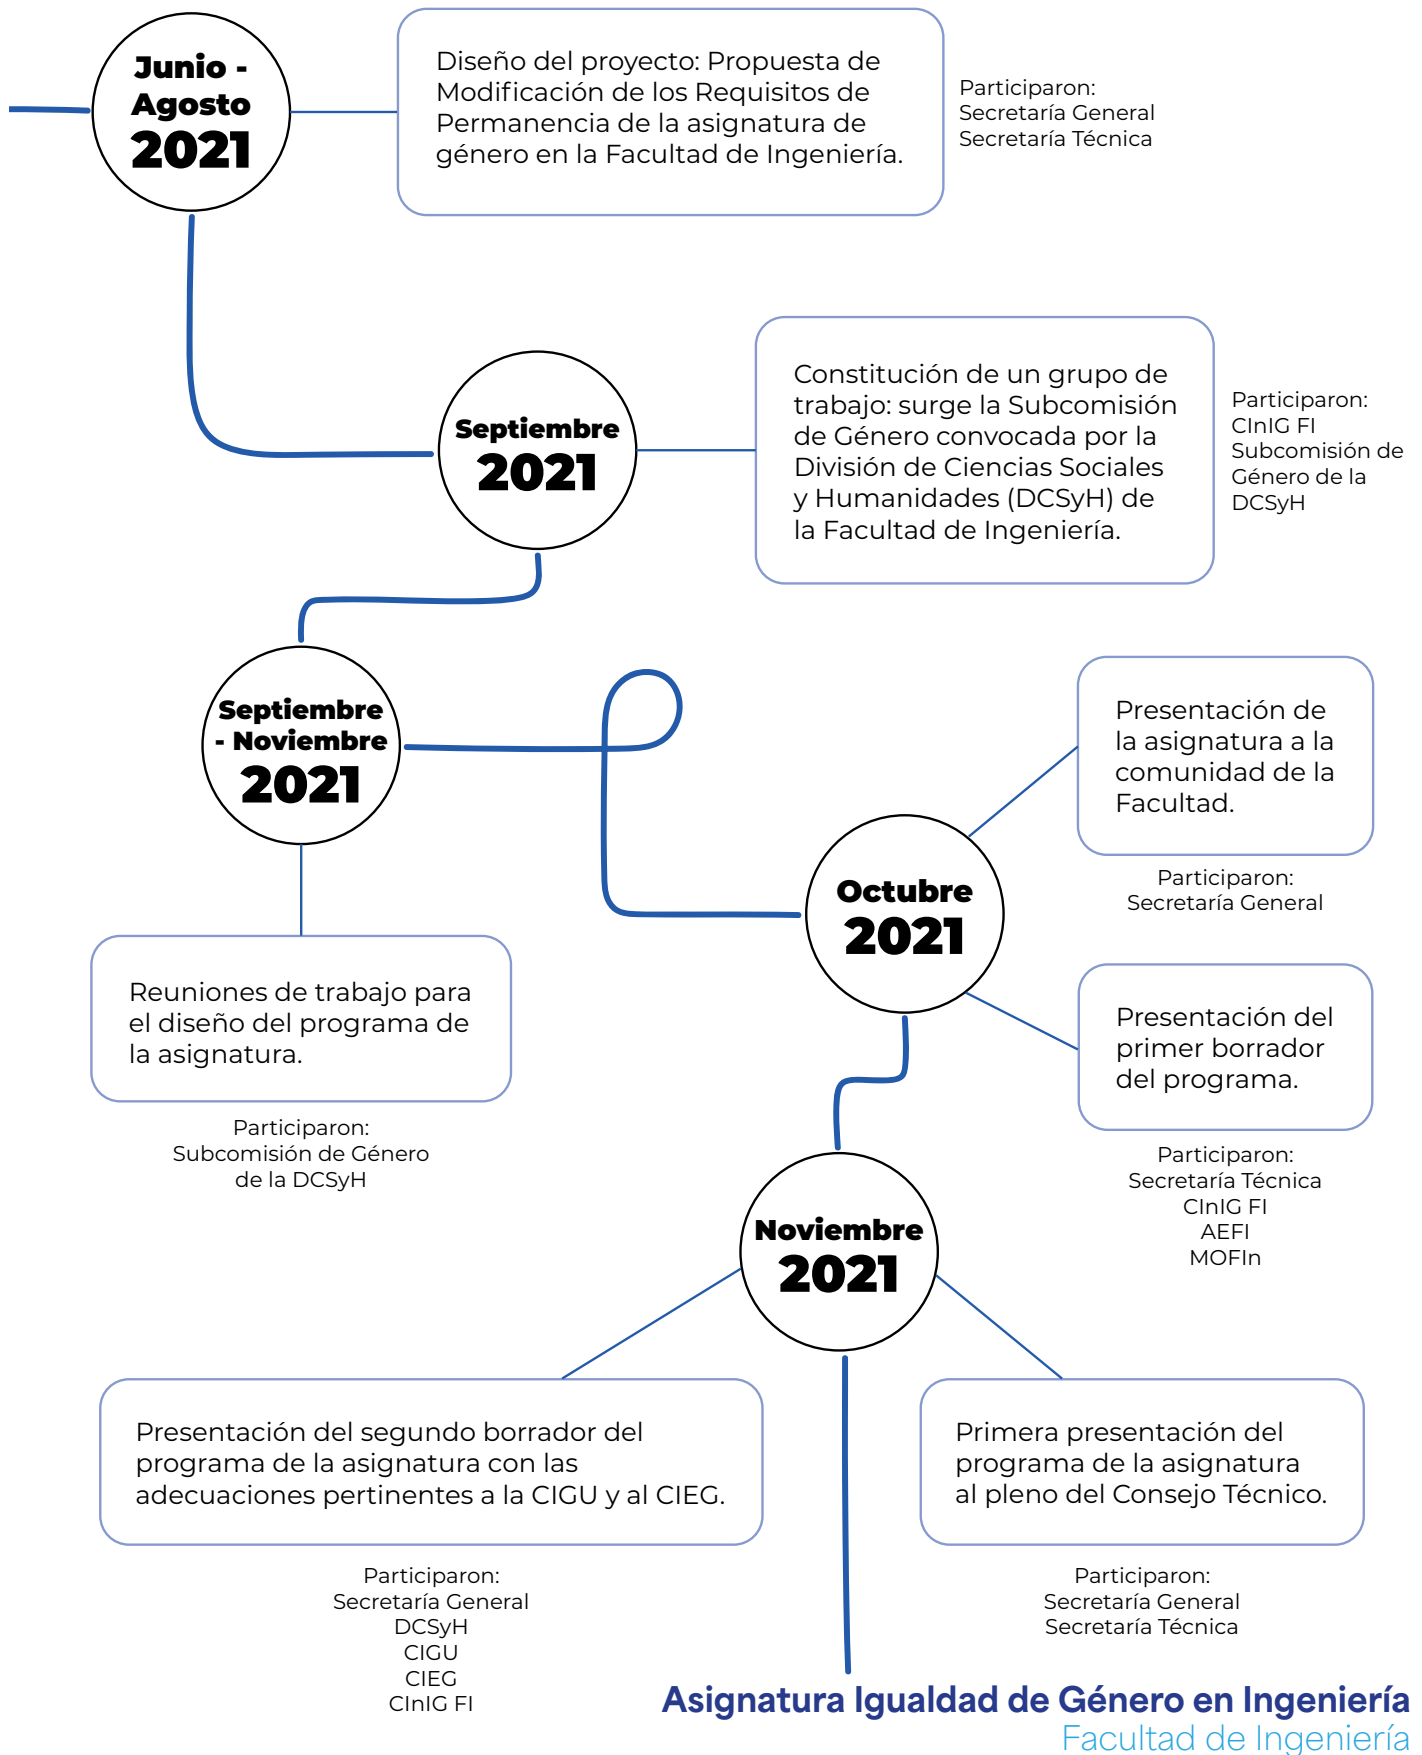 Junio -
Agosto
2021
Diseño del proyecto: Propuesta de
Modificación de los Requisitos de
Permanencia de la asignatura de
género en la Facultad de Ingeniería.
Participaron:
Secretaría General
Secretaría Técnica
Septiembre
2021
Constitución de un grupo de
trabajo: surge la Subcomisión
de Género convocada por la
División de Ciencias Sociales
y Humanidades (DCSyH) de
la Facultad de Ingeniería.
Participaron:
CInIG FI
Subcomisión de
Género de la
DCSyH
Septiembre
- Noviembre
2021
Reuniones de trabajo para
el diseño del programa de
la asignatura.
Participaron:
Subcomisión de Género
de la DCSyH
Octubre
2021
Presentación de
la asignatura a la
comunidad de la
Facultad.
Participaron:
Secretaría General
Presentación del
primer borrador
del programa.
Participaron:
Secretaría Técnica
CInIG FI
AEFI
MOFIn
Noviembre
2021
Presentación del segundo borrador del
programa de la asignatura con las
adecuaciones pertinentes a la CIGU y al CIEG.
Participaron:
Secretaría General
DCSyH
CIGU
CIEG
CInIG FI
Primera presentación del
programa de la asignatura
al pleno del Consejo Técnico.
Participaron:
Secretaría General
Secretaría Técnica
Asignatura Igualdad de Género en Ingeniería
Facultad de Ingeniería